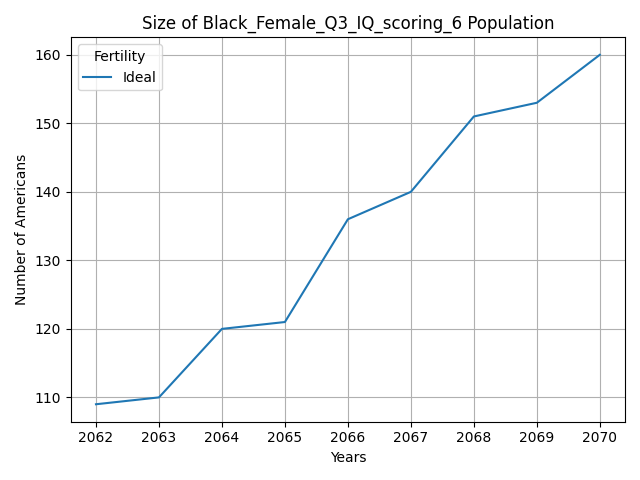 Size of Black_Female_Q3_IQ_scoring_6 Population
Fertility
Ideal
Number of Americans
160
150
140
130
120
110
2062 2063 2064 2065 2066 2067 2068 2069 2070
Years